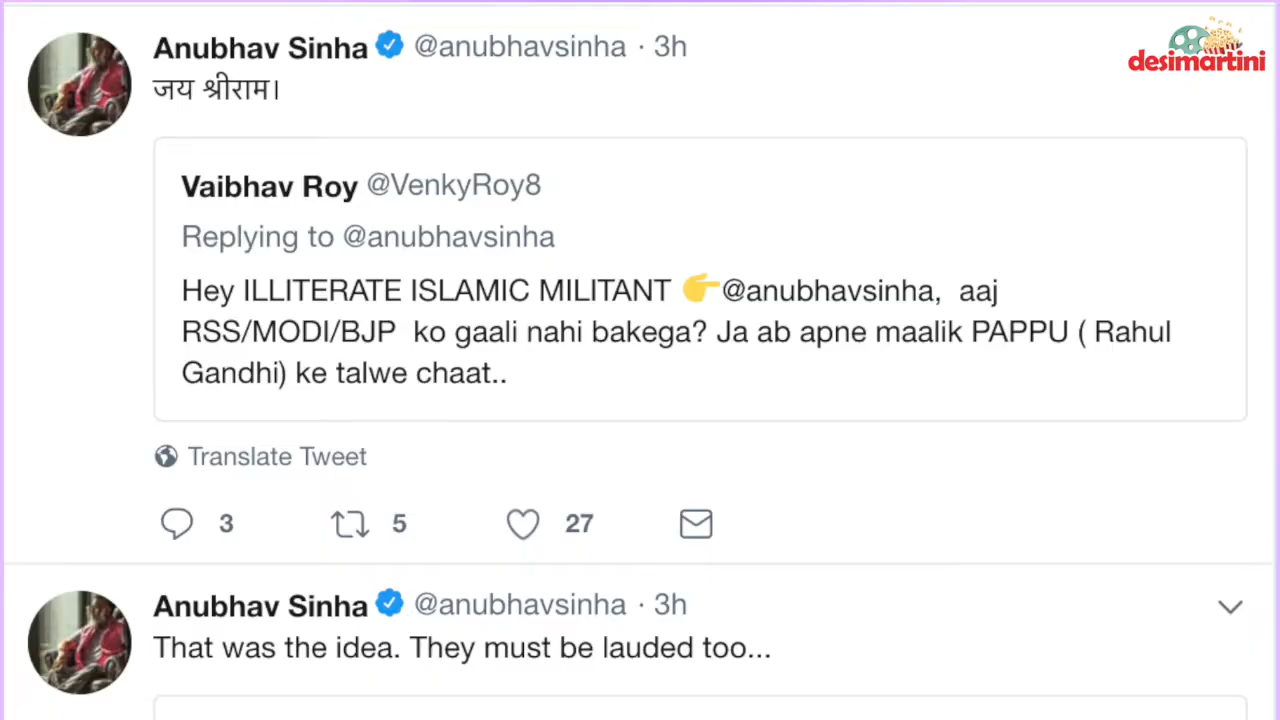 Anubhav Sinha @anubhavsinha · 3h
desimartini
जय श्रीराम।
Vaibhav Roy @VenkyRoy8
Replying to @anubhavsinha
Hey ILLITERATE ISLAMIC MILITANT 👉@anubhavsinha, aaj
RSS/MODI/BJP ko gaali nahi bakega? Ja ab apne maalik PAPPU ( Rahul
Gandhi) ke talwe chaat..
Translate Tweet
3 5 27
Anubhav Sinha @anubhavsinha · 3h
That was the idea. They must be lauded too...